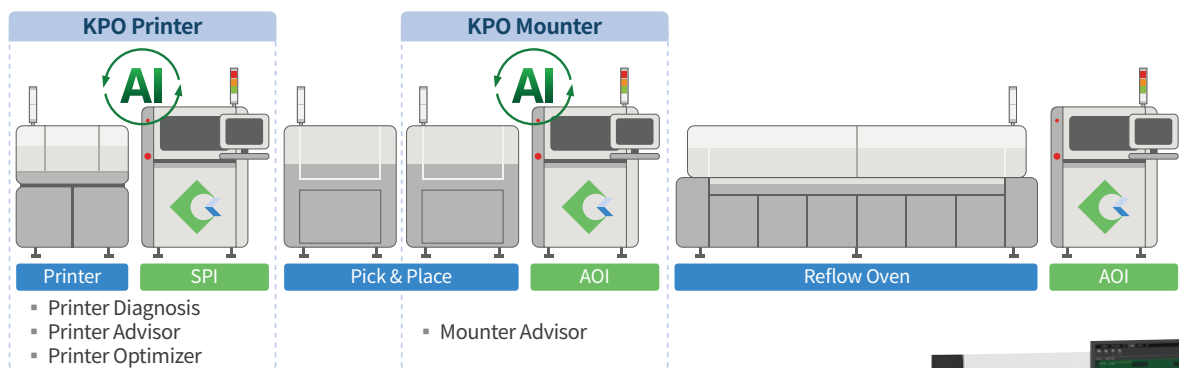 KPO Printer
KPO Mounter
AI
AI
Printer
SPI
Pick & Place
AOI
Reflow Oven
AOI
▪ Printer Diagnosis
▪ Printer Advisor
▪ Printer Optimizer
▪ Mounter Advisor